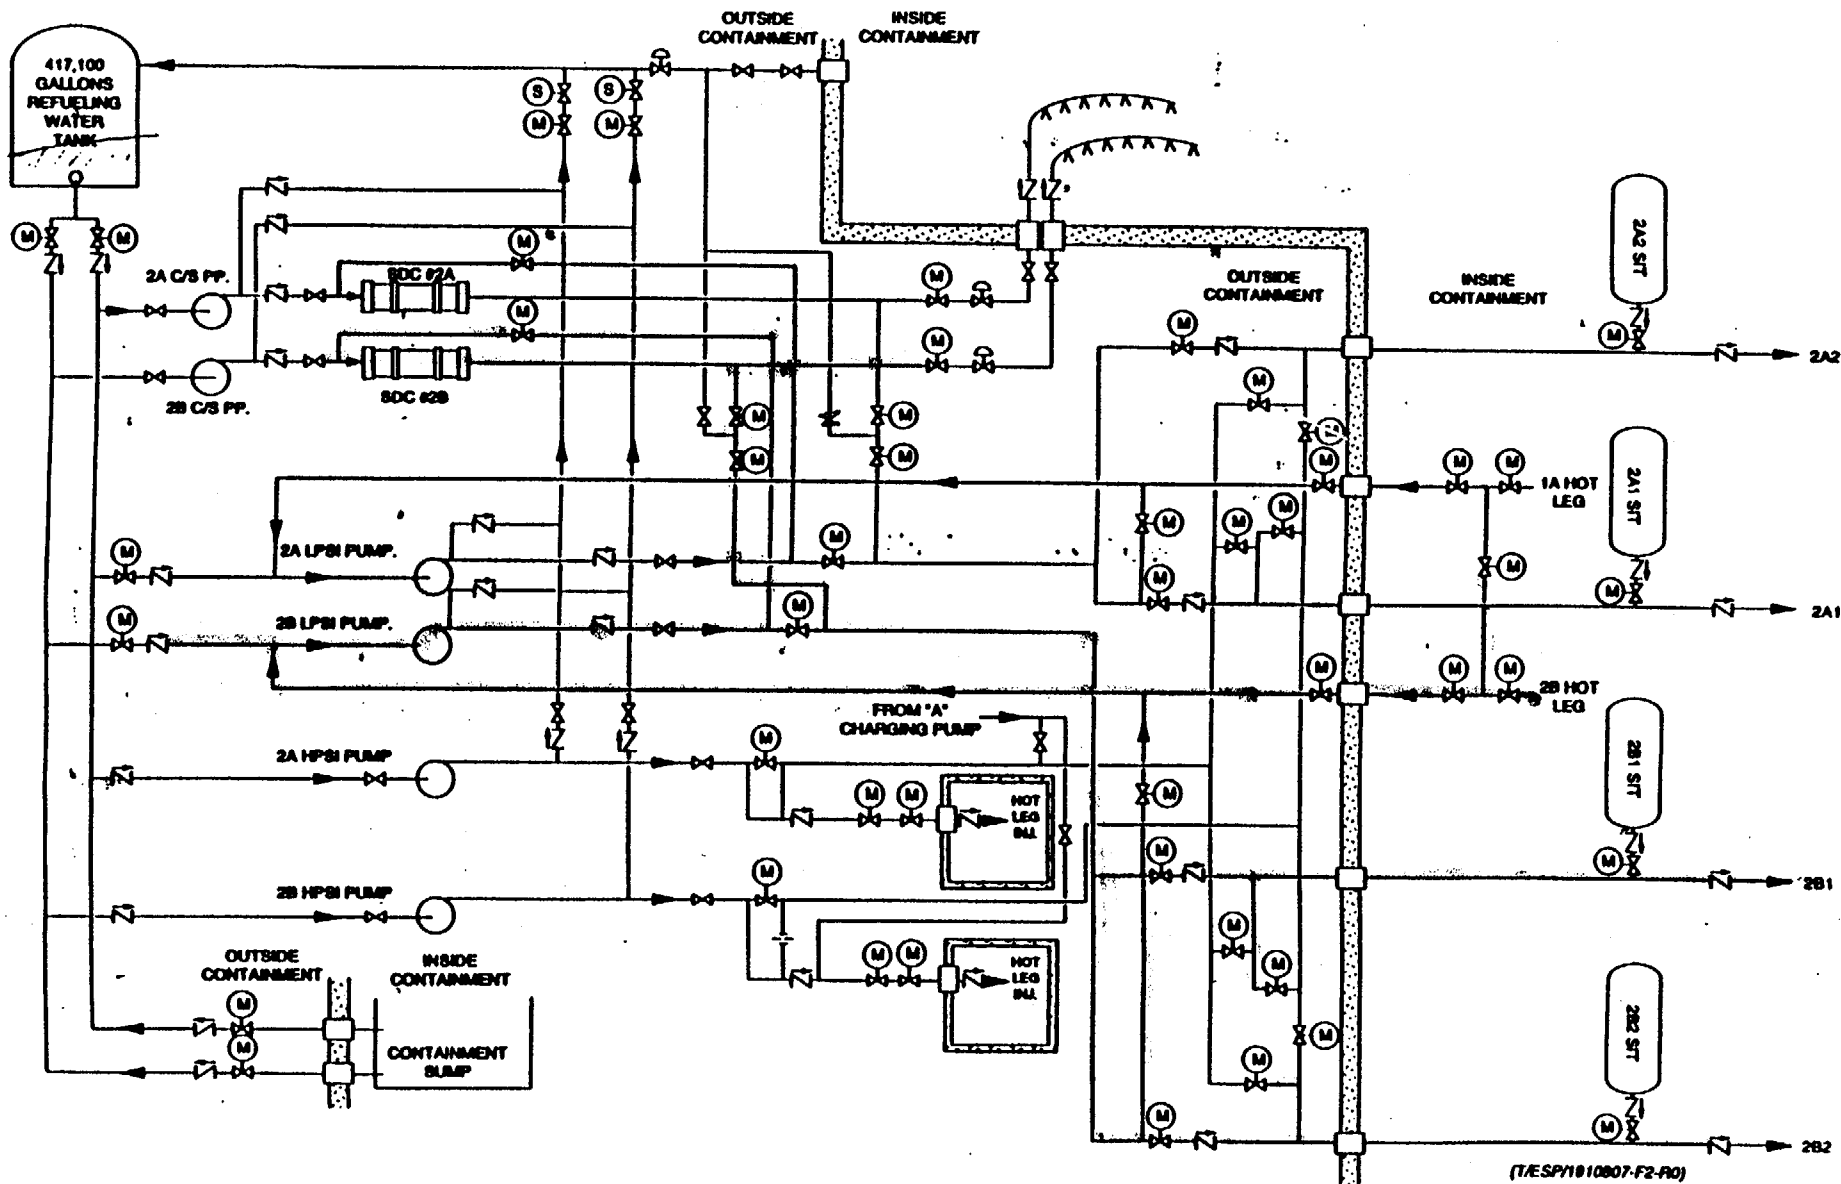 OUTSIDE
CONTAINMENT
INSIDE
CONTAINMENT
417,100
GALLONS
REFUELING
WATER
TANK
S
S
M
M
M
M
M
2A C/S PP.
SDC #2A
M
M
OUTSIDE
CONTAINMENT
INSIDE
CONTAINMENT
2A2 SIT
M
M
M
2A2
2B C/S PP.
SDC #2B
M
M
M
M
M
M
M
M
M
M
1A HOT
LEG
2A1 SIT
M
M
M
M
2A LPSI PUMP.
M
M
M
M
M
2A1
M
2B LPSI PUMP.
M
M
M
M
2B HOT
LEG
FROM "A"
CHARGING PUMP
2B1 SIT
2A HPSI PUMP
M
M
M
M
HOT
LEG
INJ.
M
M
2B1
2B HPSI PUMP
M
M
M
M
HOT
LEG
INJ.
M
M
2B2 SIT
OUTSIDE
CONTAINMENT
INSIDE
CONTAINMENT
M
M
CONTAINMENT
SUMP
M
M
M
M
2B2
(T/ESP/1910807-F2-R0)